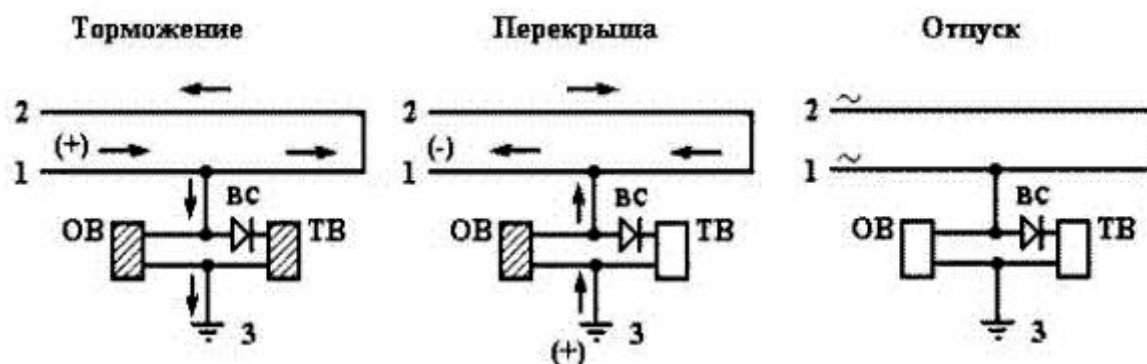 Торможение Перекрыша Отпуск
2 2 2 ~
(+) (-)
1 1 1 ~
ВС ВС ВС
ОВ ТВ ОВ ТВ ОВ ТВ
3 3 3
(+)